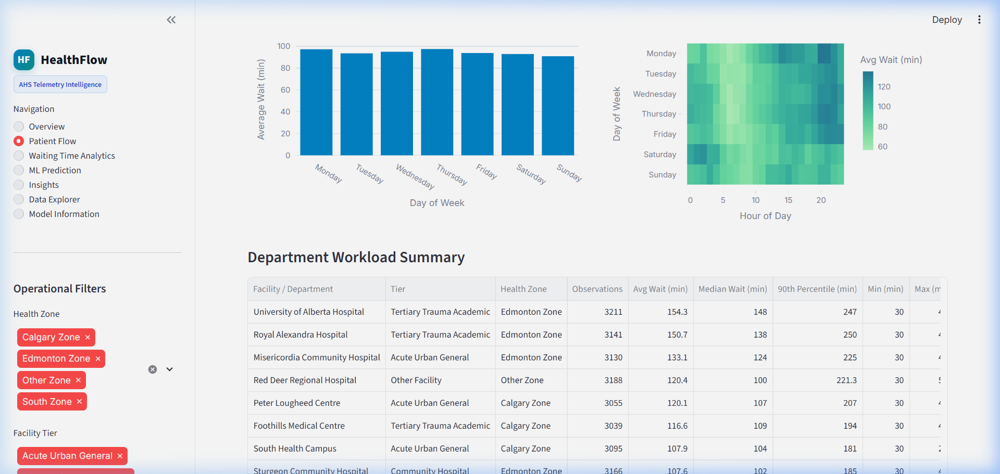 Deploy
HF HealthFlow
AHS Telemetry Intelligence
Navigation
Overview
Patient Flow
Waiting Time Analytics
ML Prediction
Insights
Data Explorer
Model Information
Operational Filters
Health Zone
Calgary Zone ×
Edmonton Zone ×
Other Zone ×
South Zone ×
Facility Tier
Acute Urban General ×
Average Wait (min)
100
80
60
40
20
0
Monday Tuesday Wednesday Thursday Friday Saturday Sunday
Day of Week
Day of Week
Monday
Tuesday
Wednesday
Thursday
Friday
Saturday
Sunday
0 5 10 15 20
Hour of Day
Avg Wait (min)
120
100
80
60
Department Workload Summary
Facility / Department Tier Health Zone Observations Avg Wait (min) Median Wait (min) 90th Percentile (min) Min (min) Max (m
University of Alberta Hospital Tertiary Trauma Academic Edmonton Zone 3211 154.3 148 247 30
Royal Alexandra Hospital Tertiary Trauma Academic Edmonton Zone 3141 150.7 138 250 30
Misericordia Community Hospital Acute Urban General Edmonton Zone 3130 133.1 124 225 30
Red Deer Regional Hospital Other Facility Other Zone 3188 120.4 100 221.3 30
Peter Lougheed Centre Acute Urban General Calgary Zone 3055 120.1 107 207 30
Foothills Medical Centre Tertiary Trauma Academic Calgary Zone 3039 116.6 109 194 30
South Health Campus Acute Urban General Calgary Zone 3095 107.9 104 181 30
Sturgeon Community Hospital Community Hospital Edmonton Zone 3166 107.6 102 185 30